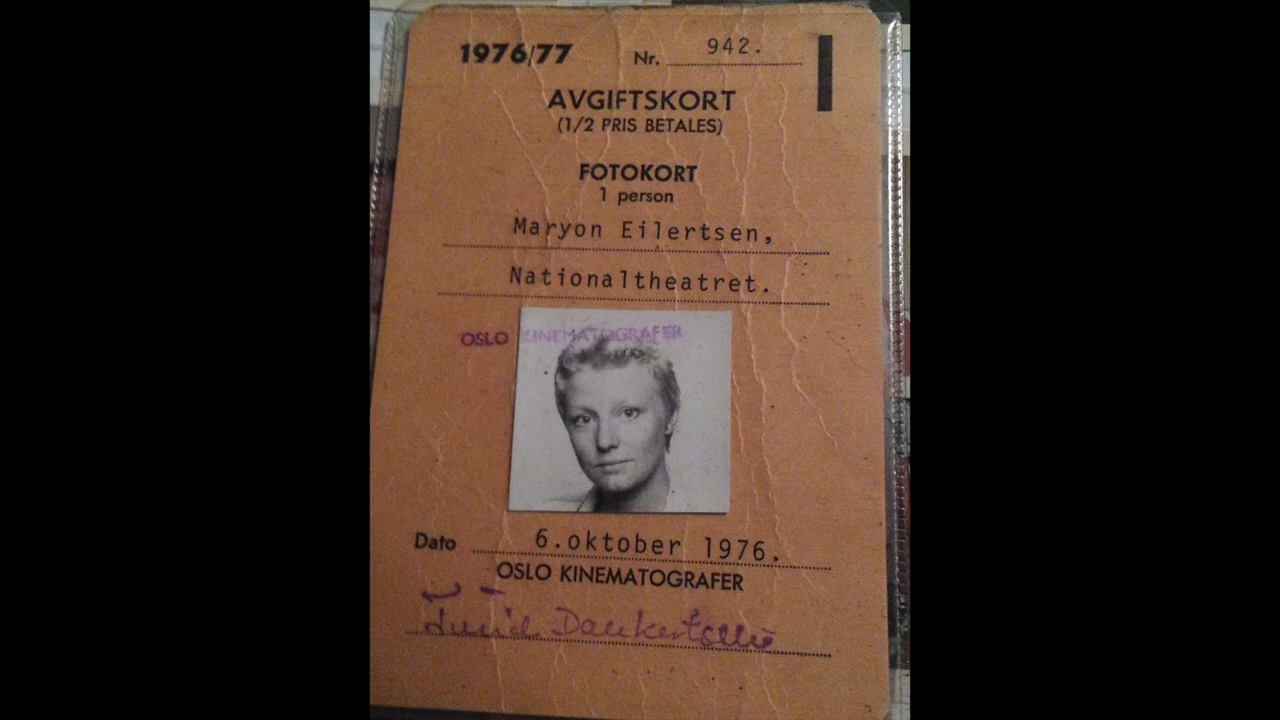 1976/77 Nr. 942.
AVGIFTSKORT
(1/2 PRIS BETALES)
FOTOKORT
1 person
Maryon Eilertsen,
Nationaltheatret.
OSLO KINEMATOGRAFER
Dato 6.oktober 1976.
OSLO KINEMATOGRAFER